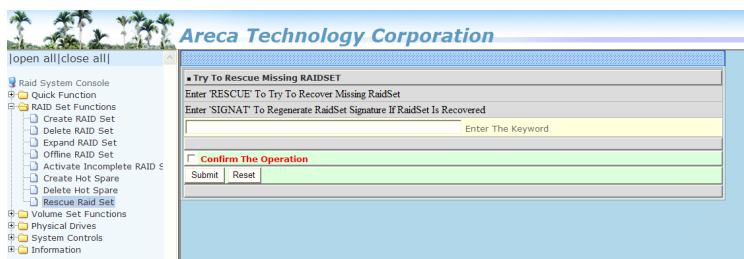 Areca Technology Corporation
|open all|close all|
Raid System Console
Quick Function
RAID Set Functions
Create RAID Set
Delete RAID Set
Expand RAID Set
Offline RAID Set
Activate Incomplete RAID S
Create Hot Spare
Delete Hot Spare
Rescue Raid Set
Volume Set Functions
Physical Drives
System Controls
Information
Try To Rescue Missing RAIDSET
Enter 'RESCUE' To Try To Recover Missing RaidSet
Enter 'SIGNAT' To Regenerate RaidSet Signature If RaidSet Is Recovered
Enter The Keyword
Confirm The Operation
Submit Reset